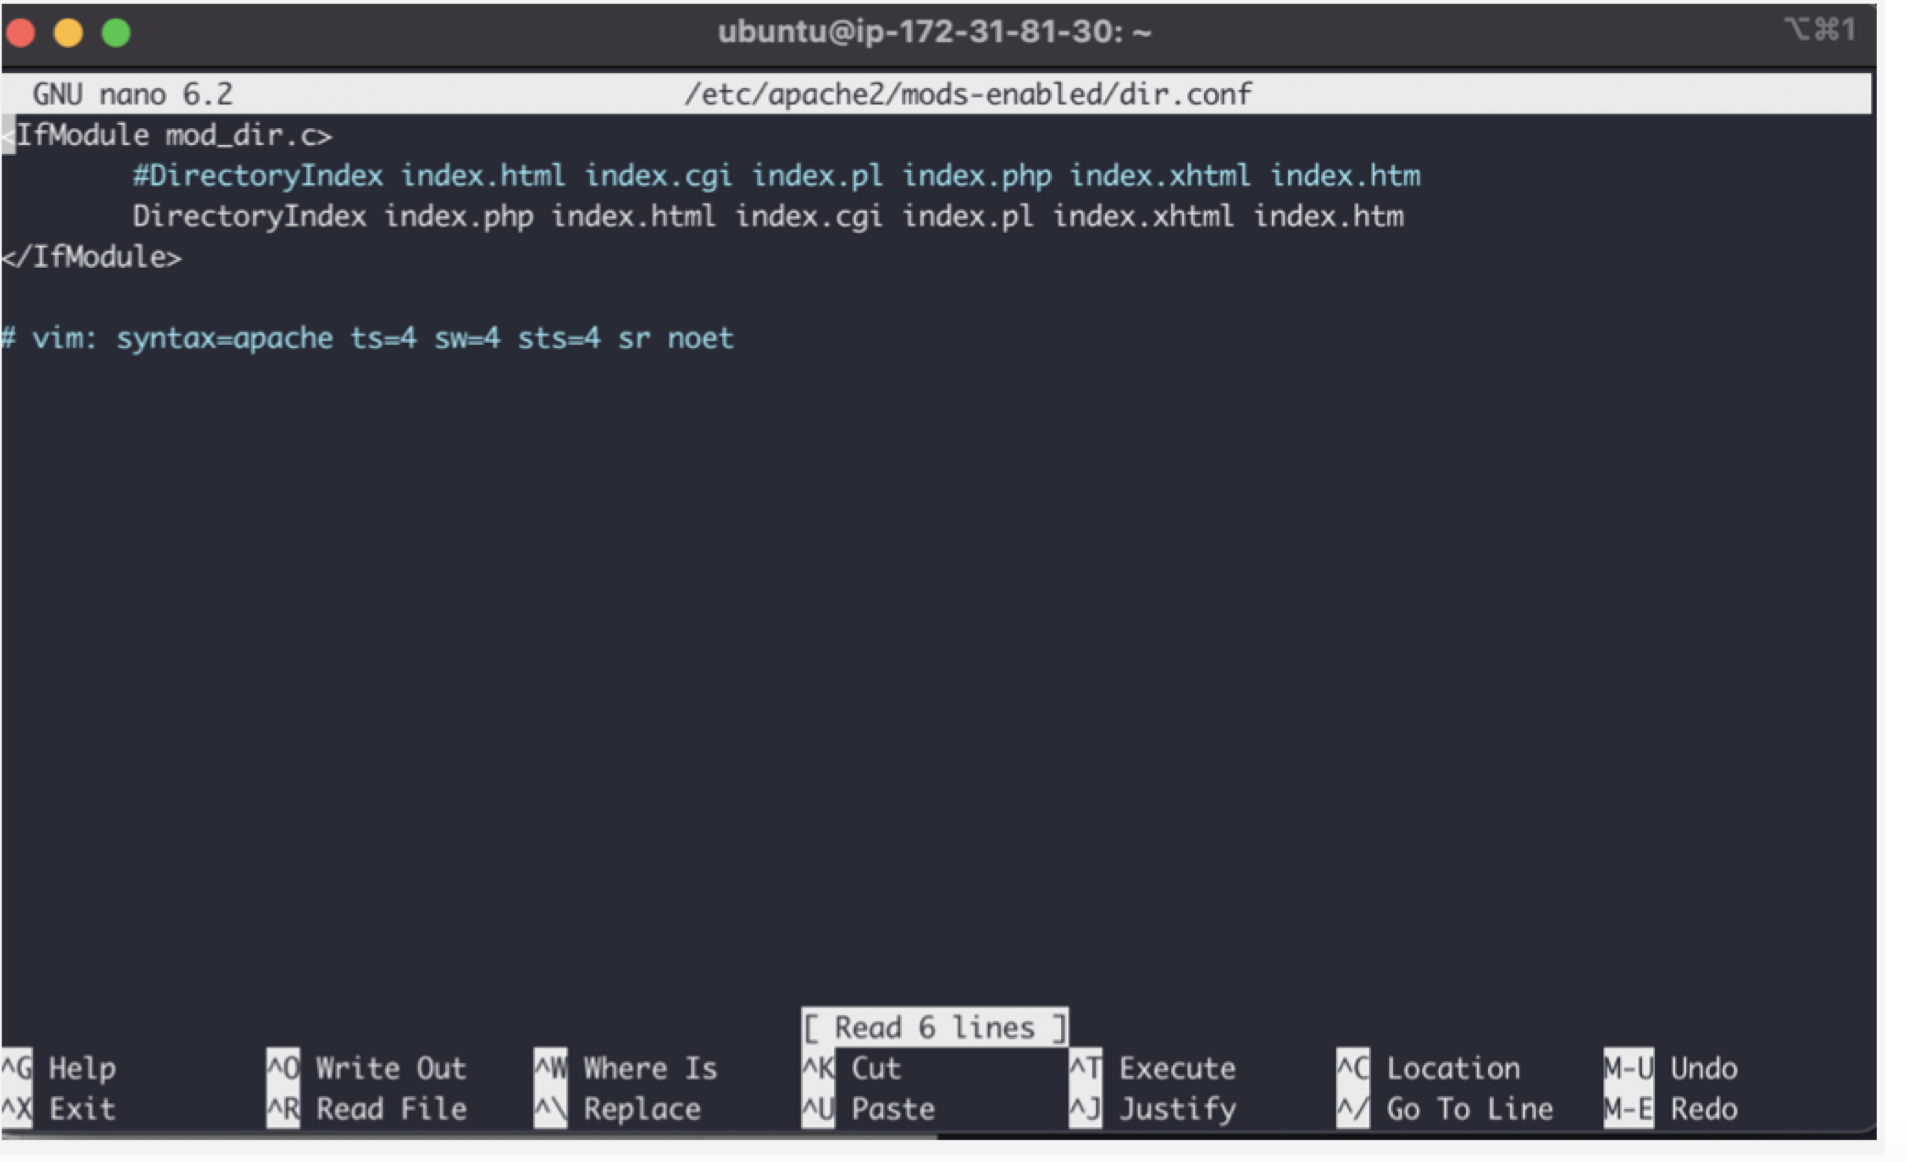 ubuntu@ip-172-31-81-30: ~ ⌥⌘1
GNU nano 6.2 /etc/apache2/mods-enabled/dir.conf
<IfModule mod_dir.c>
#DirectoryIndex index.html index.cgi index.pl index.php index.xhtml index.htm
DirectoryIndex index.php index.html index.cgi index.pl index.xhtml index.htm
</IfModule>
# vim: syntax=apache ts=4 sw=4 sts=4 sr noet
[ Read 6 lines ]
^G Help ^O Write Out ^W Where Is ^K Cut ^T Execute ^C Location M-U Undo
^X Exit ^R Read File ^\ Replace ^U Paste ^J Justify ^/ Go To Line M-E Redo